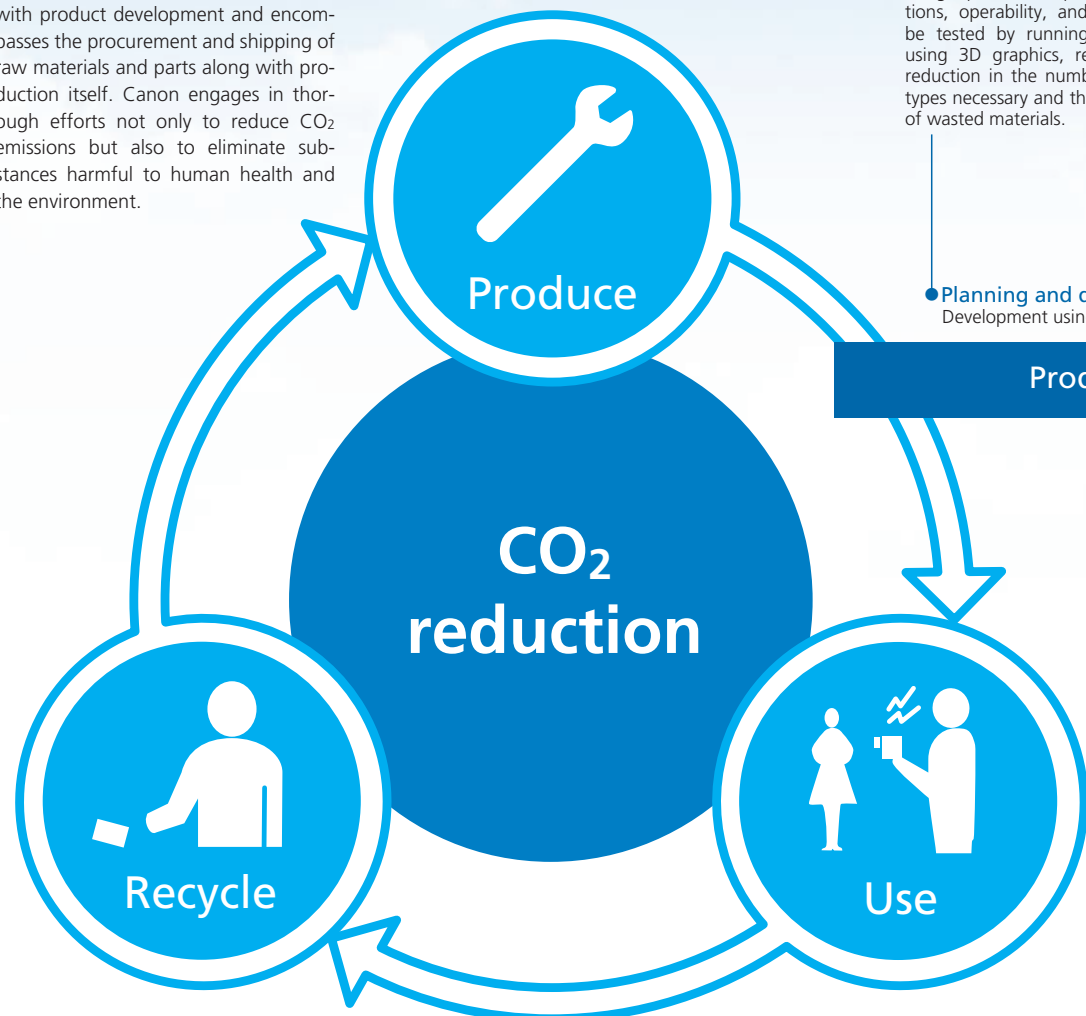 with product development and encom-
passes the procurement and shipping of
raw materials and parts along with pro-
duction itself. Canon engages in thor-
ough efforts not only to reduce CO2
emissions but also to eliminate sub-
stances harmful to human health and
the environment.
tions, operability, and
be tested by running
using 3D graphics, re
reduction in the numb
types necessary and th
of wasted materials.
Planning and d
Development usin
Prod
Produce
CO2
reduction
Recycle
Use